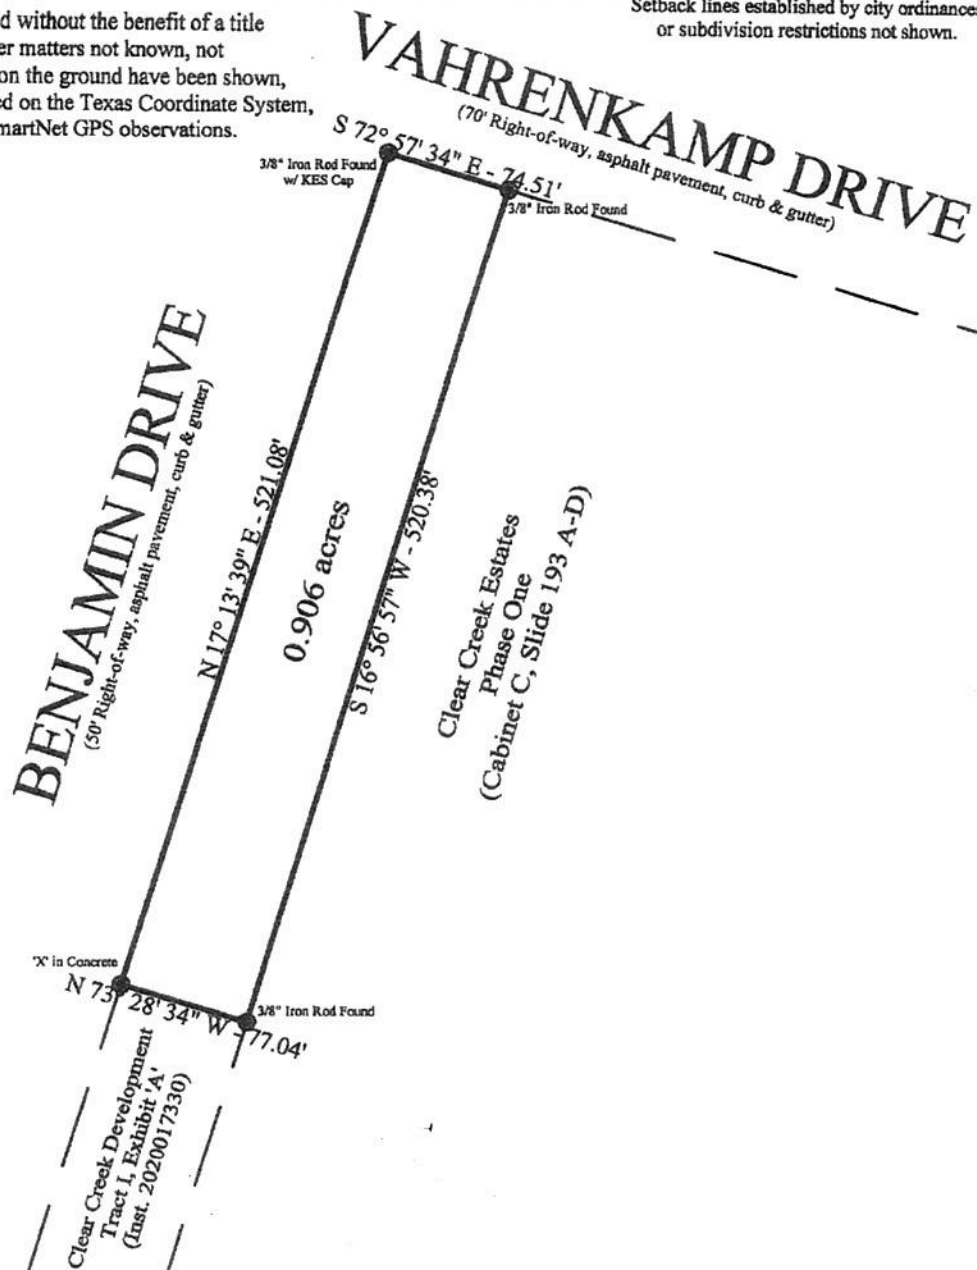 d without the benefit of a title
er matters not known, not
on the ground have been shown,
ed on the Texas Coordinate System,
martNet GPS observations.
Setback lines established by city ordinance
or subdivision restrictions not shown.
VAHRENKAMP DRIVE
(70' Right-of-way, asphalt pavement, curb & gutter)
S 72° 57' 34" E - 74.51'
3/8" Iron Rod Found
w/ KES Cap
3/8" Iron Rod Found
BENJAMIN DRIVE
(50' Right-of-way, asphalt pavement, curb & gutter)
N 17° 13' 39" E - 521.08'
0.906 acres
S 16° 56' 57" W - 520.38'
Clear Creek Estates
Phase One
(Cabinet C, Slide 193 A-D)
'X' in Concrete
N 73° 28' 34" W - 77.04'
3/8" Iron Rod Found
Clear Creek Development
Tract I, Exhibit 'A'
(Inst. 2020017330)